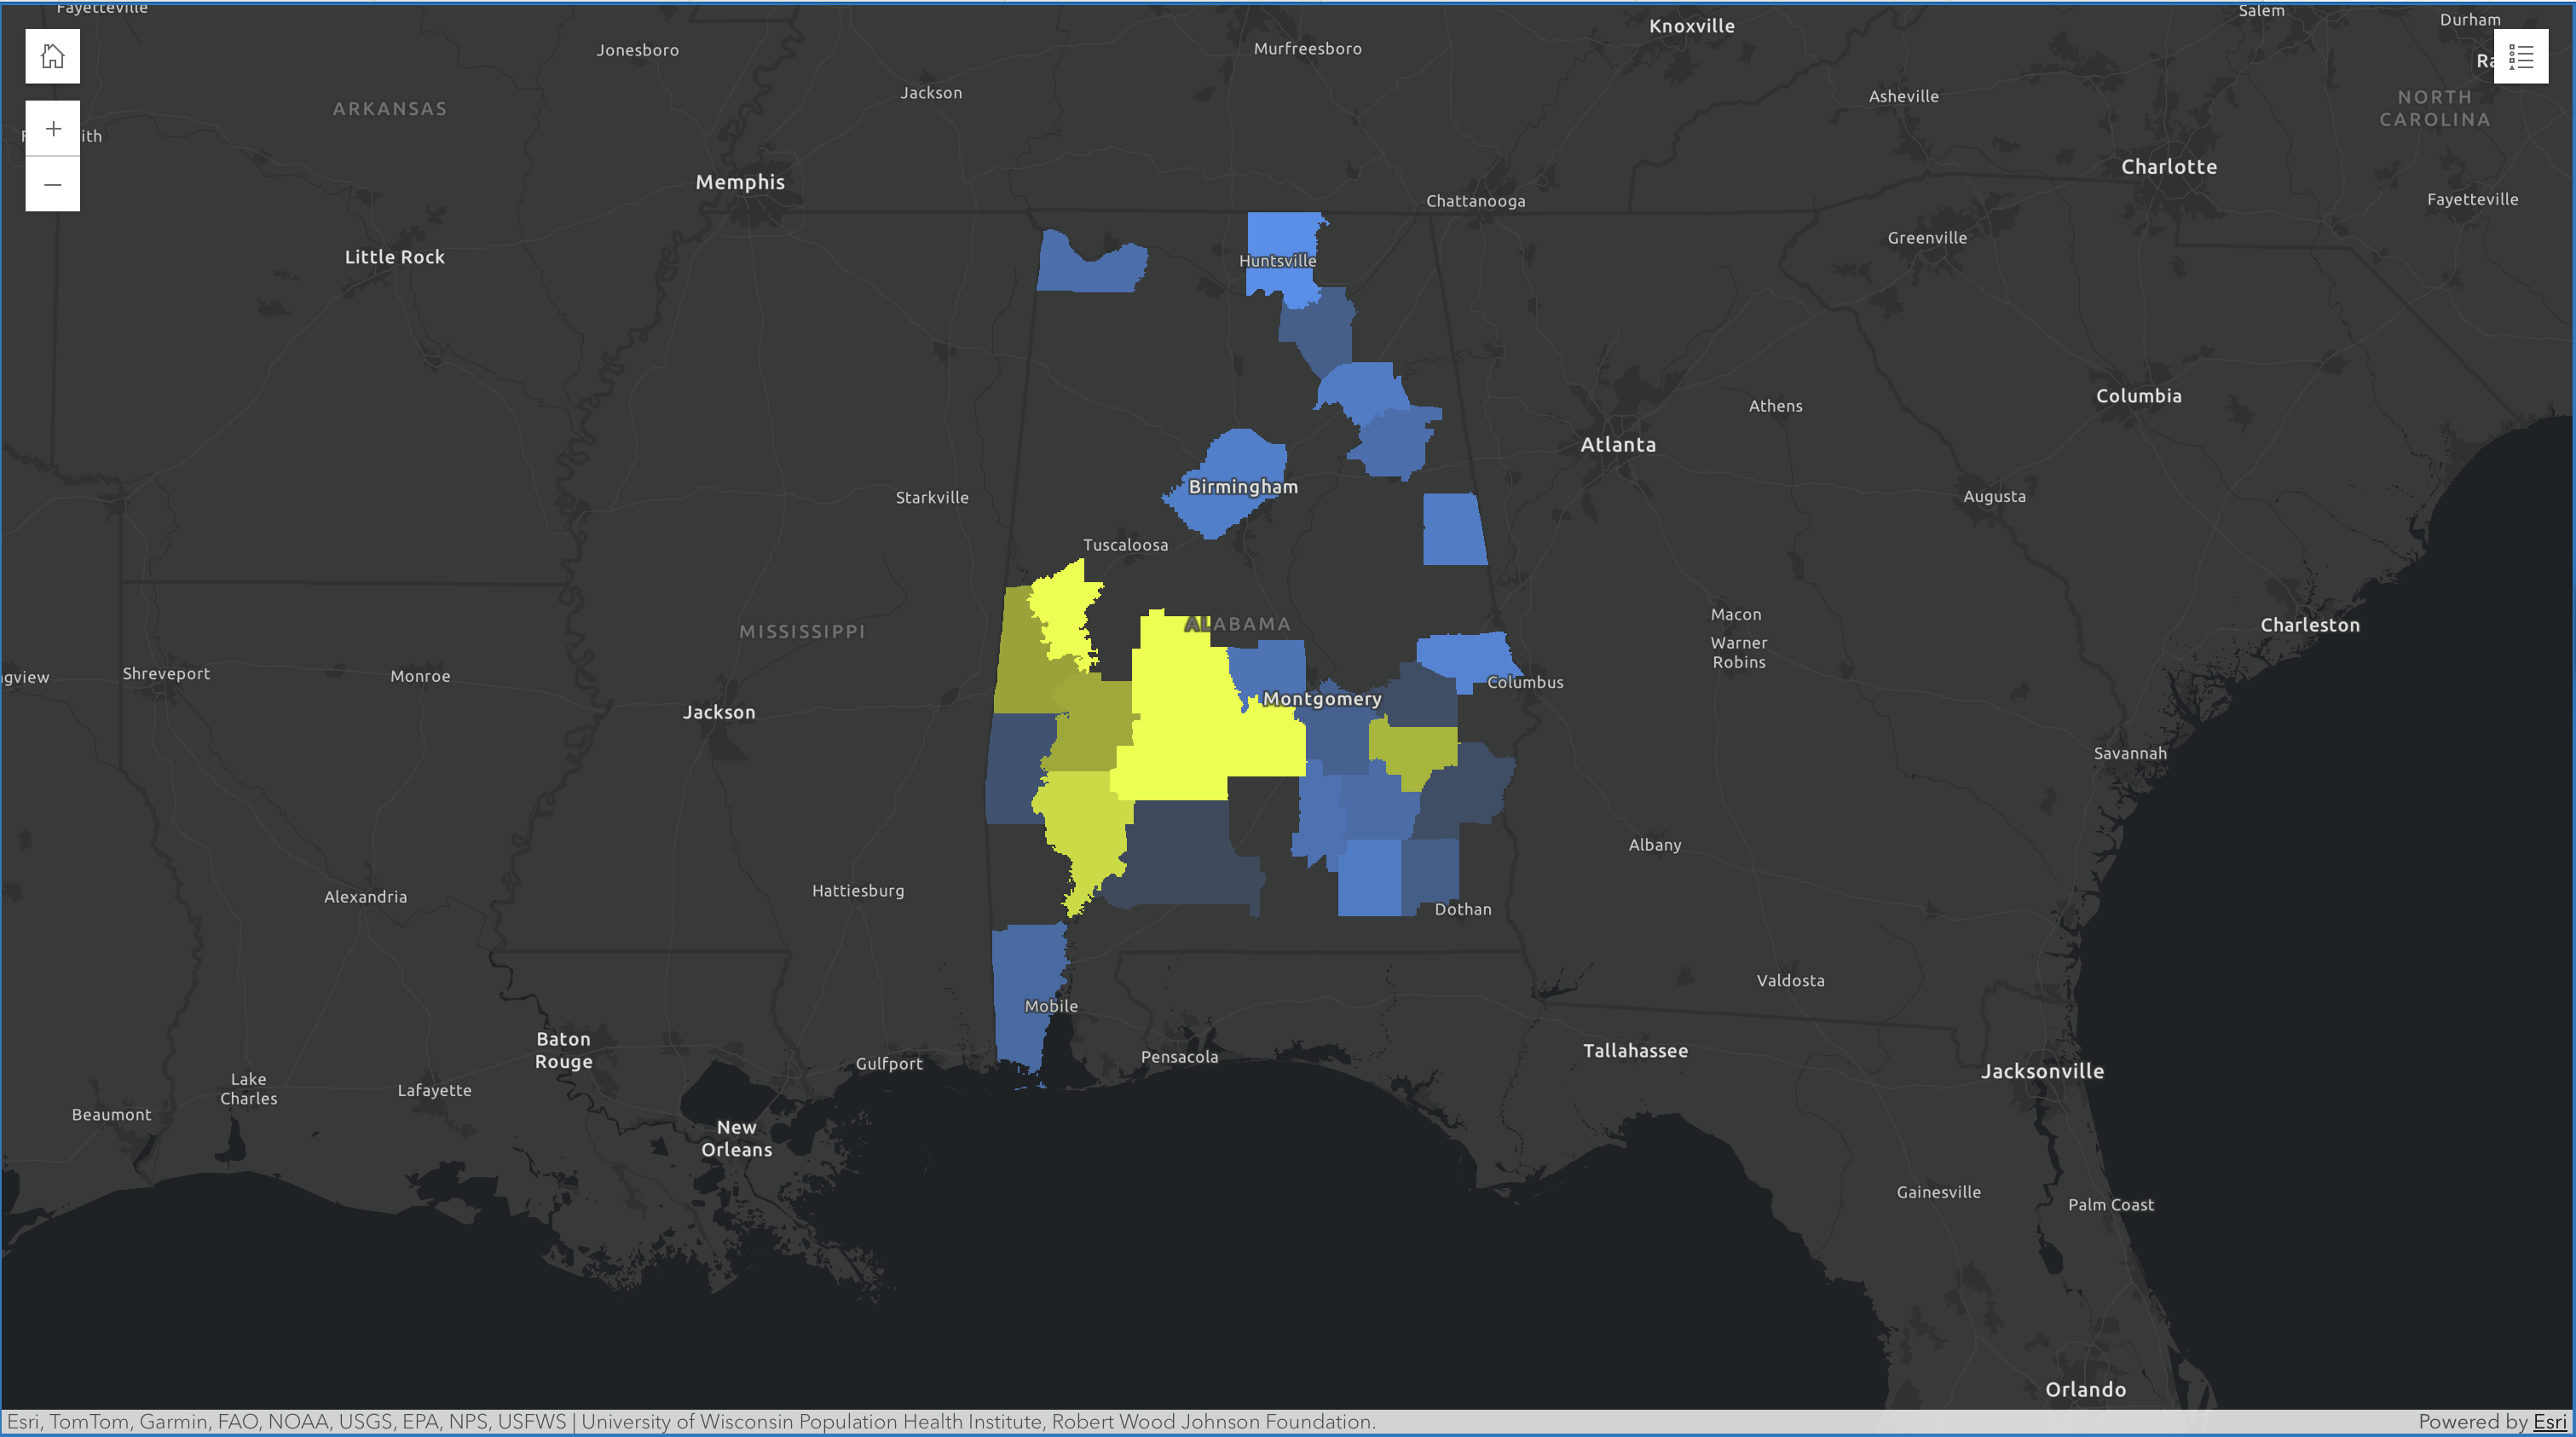 Fayetteville
Salem
Durham
Knoxville
Jonesboro
Murfreesboro
Jackson
Asheville
ARKANSAS
NORTH
CAROLINA
ith
Charlotte
Memphis
Chattanooga
Fayetteville
Greenville
Little Rock
Huntsville
Columbia
Athens
Atlanta
Birmingham
Starkville
Augusta
Tuscaloosa
Macon
ALABAMA
Charleston
MISSISSIPPI
Warner
Robins
Shreveport
Monroe
gview
Columbus
Montgomery
Jackson
Savannah
Albany
Hattiesburg
Alexandria
Dothan
Valdosta
Mobile
Baton
Rouge
Tallahassee
Pensacola
Gulfport
Jacksonville
Lake
Charles
Lafayette
Beaumont
New
Orleans
Gainesville
Palm Coast
Orlando
Esri, TomTom, Garmin, FAO, NOAA, USGS, EPA, NPS, USFWS | University of Wisconsin Population Health Institute, Robert Wood Johnson Foundation.
Powered by Esri